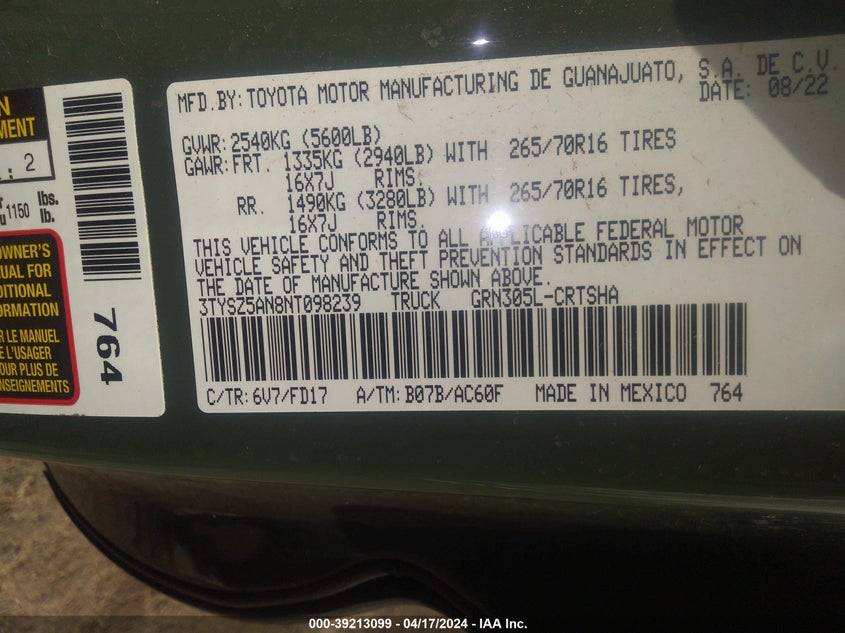 N
MENT
: 2
r lbs.
u 1150 lb.
OWNER'S
UAL FOR
DITIONAL
ORMATION
R LE MANUEL
E L'USAGER
POUR PLUS DE
NSEIGNEMENTS
764
MFD.BY:TOYOTA MOTOR MANUFACTURING DE GUANAJUATO, S.A. DE C.V.
DATE: 08/22
GVWR:2540KG (5600LB)
GAWR:FRT. 1335KG (2940LB) WITH 265/70R16 TIRES
16X7J RIMS.
RR. 1490KG (3280LB) WITH 265/70R16 TIRES,
16X7J RIMS.
THIS VEHICLE CONFORMS TO ALL APPLICABLE FEDERAL MOTOR
VEHICLE SAFETY AND THEFT PREVENTION STANDARDS IN EFFECT ON
THE DATE OF MANUFACTURE SHOWN ABOVE.
3TYSZ5AN8NT098239 TRUCK GRN305L-CRTSHA
C/TR:6V7/FD17 A/TM:B07B/AC60F MADE IN MEXICO 764
000-39213099 - 04/17/2024 - IAA Inc.